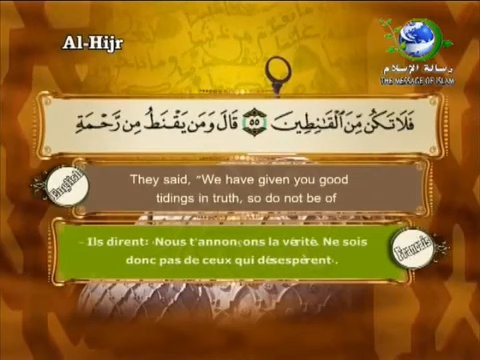 Al-Hijr
رسالة الإسلام
THE MESSAGE OF ISLAM
فَلَا تَكُن مِّنَ الْقَانِطِينَ ٥٥ قَالَ وَمَن يَقْنَطُ مِن رَّحْمَةِ
English
They said, "We have given you good
tidings in truth, so do not be of
Français
- Ils dirent: ‹Nous t'annonçons la vérité. Ne sois
donc pas de ceux qui désespèrent›.